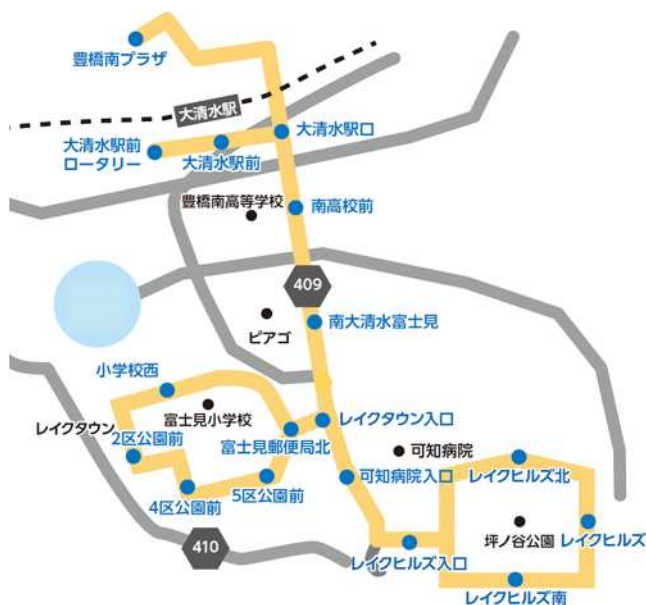 豊橋南プラザ
大清水駅
大清水駅口
大清水駅前
ロータリー
大清水駅前
豊橋南高等学校
南高校前
409
ピアゴ
南大清水富士見
小学校西
レイクタウン
富士見小学校
レイクタウン入口
2区公園前
富士見郵便局北
可知病院
4区公園前
5区公園前
可知病院入口
レイクヒルズ北
410
坪ノ谷公園
レイクヒルズ
レイクヒルズ入口
レイクヒルズ南